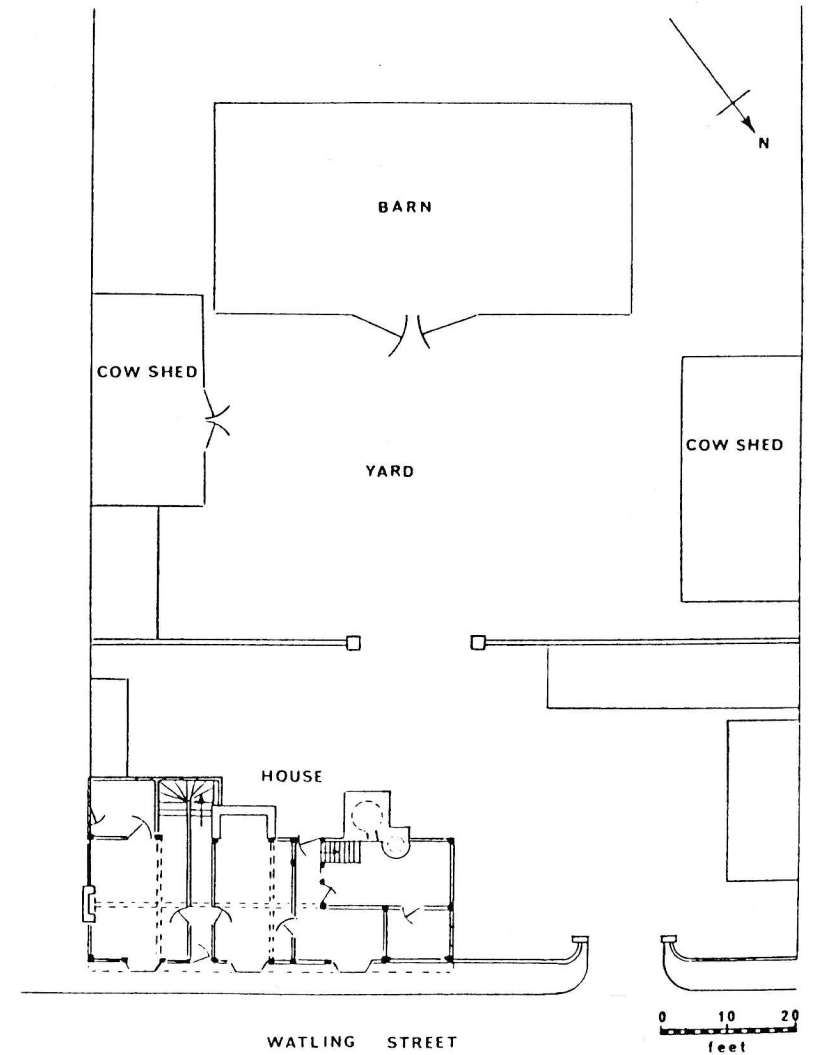 N
BARN
COW SHED
COW SHED
YARD
HOUSE
0 10 20
feet
WATLING STREET